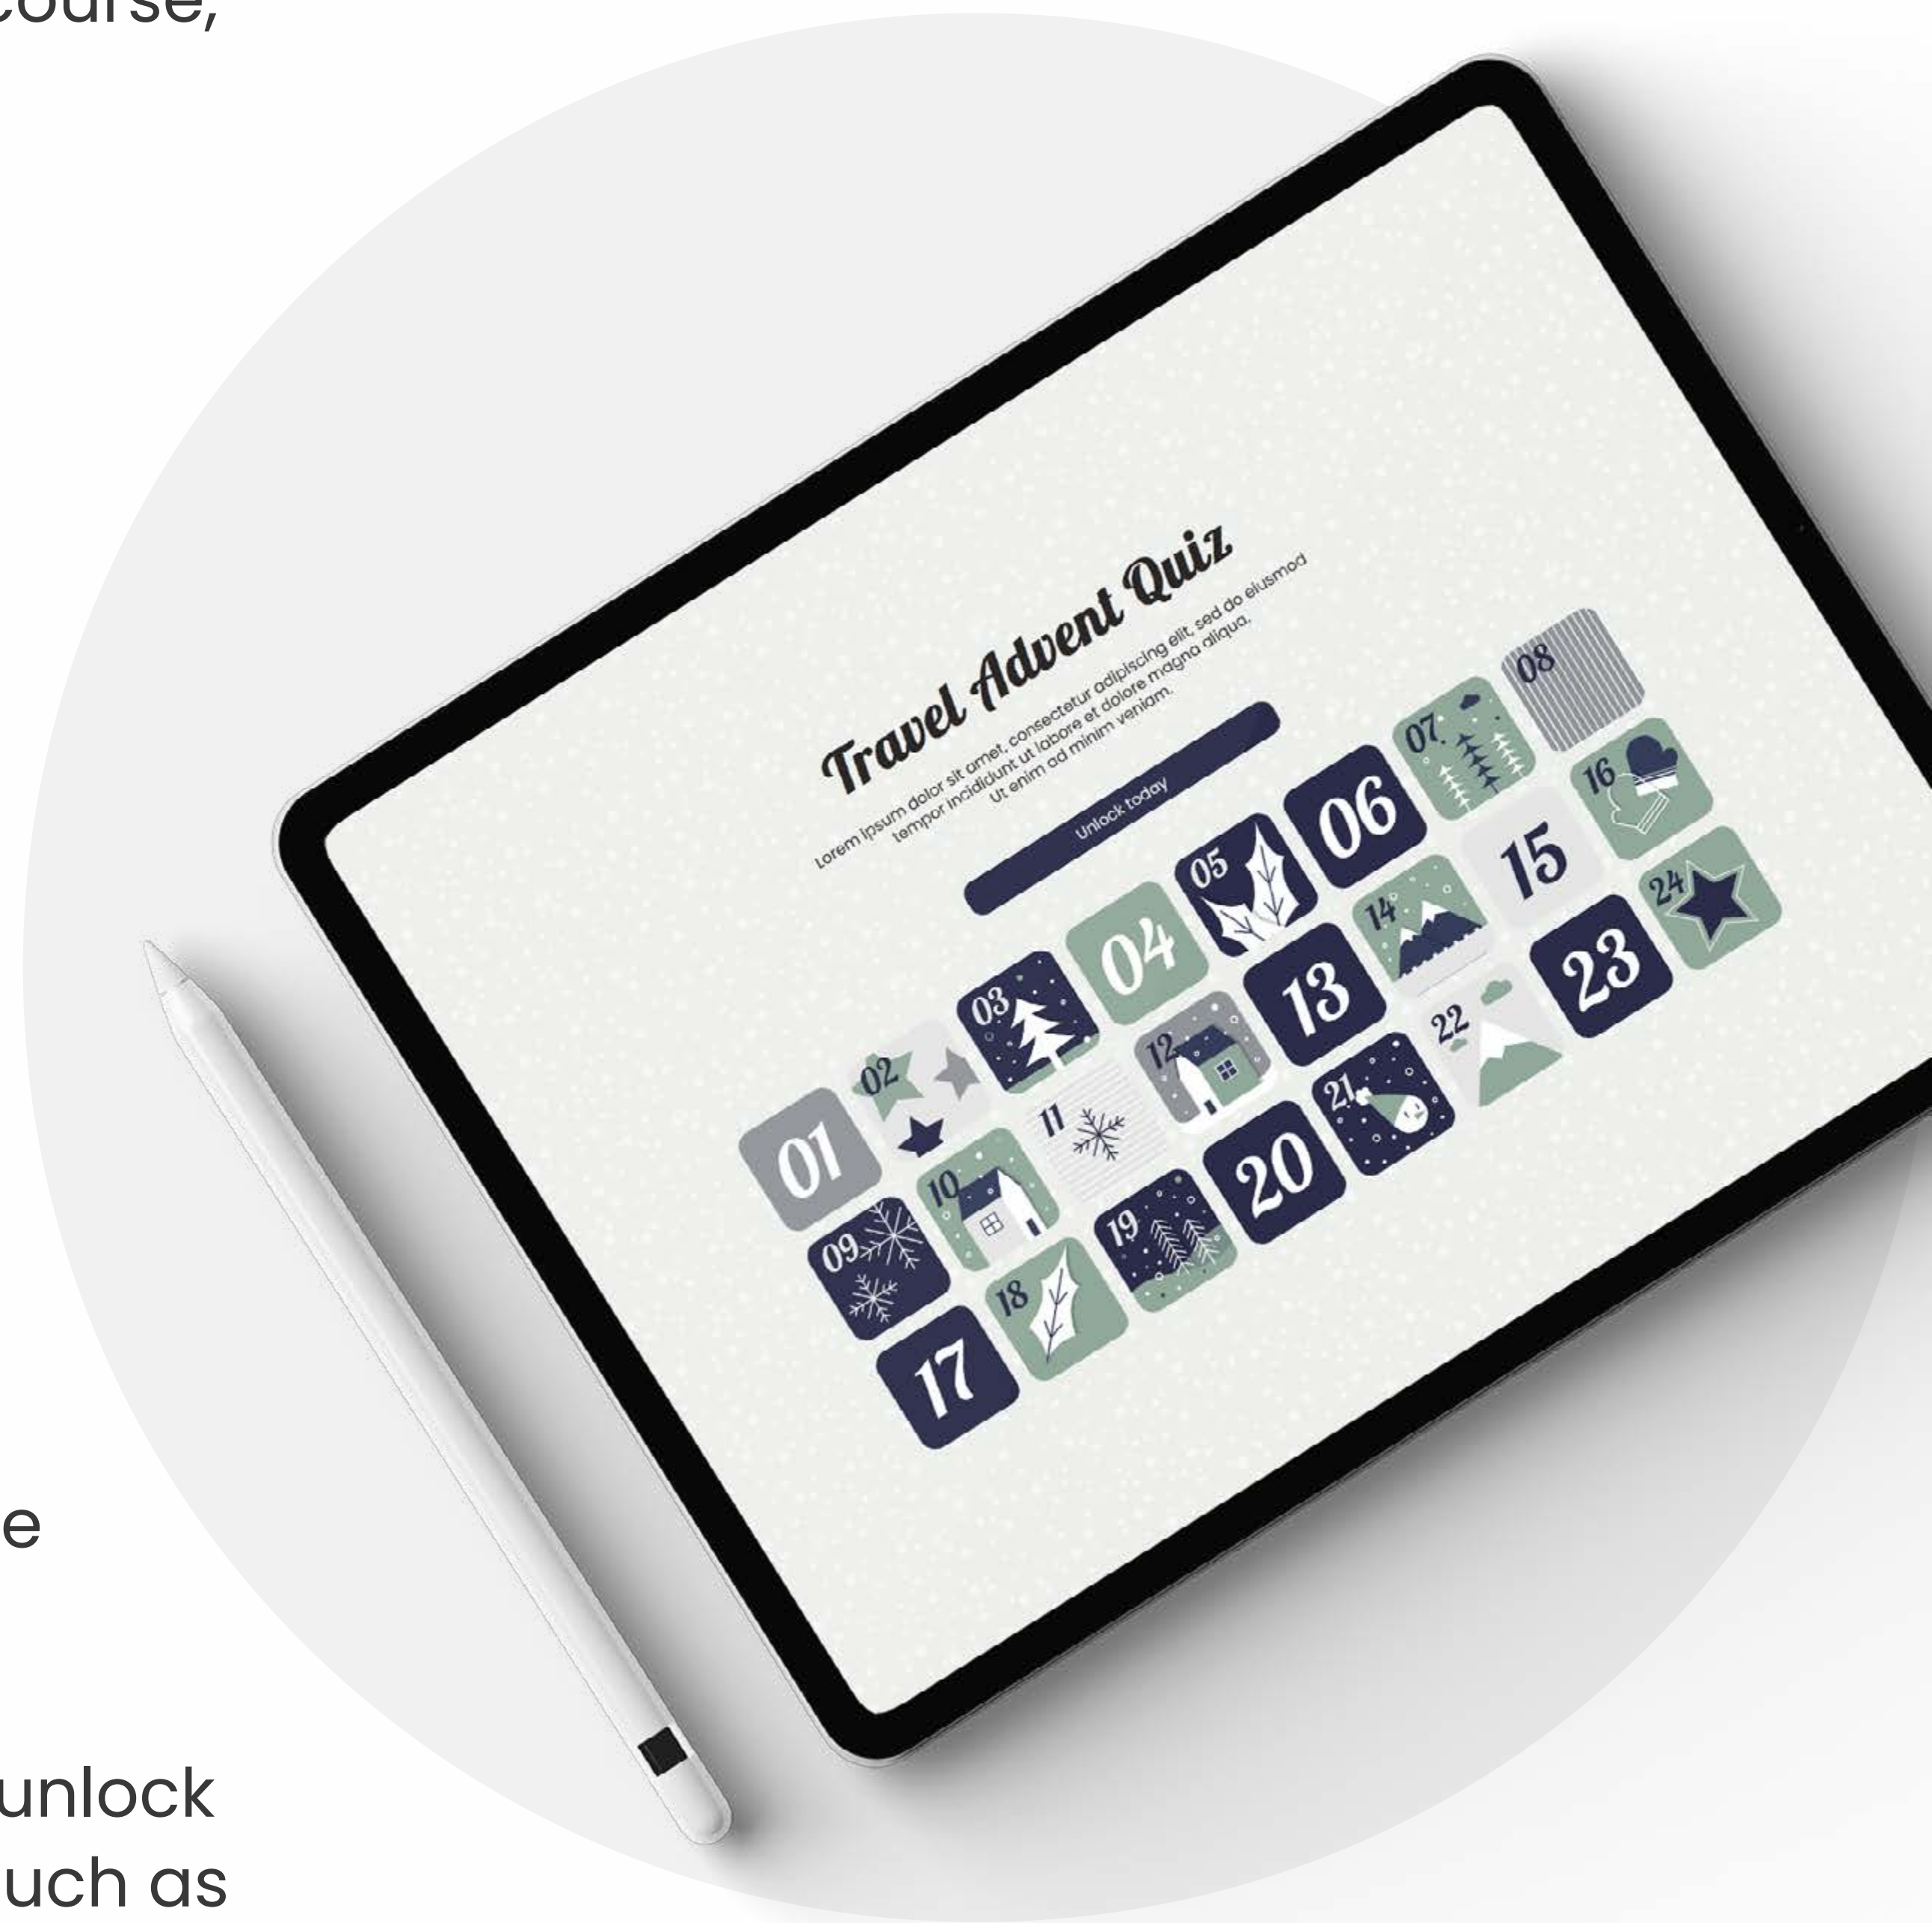 course,
Travel Advent Quiz
Lorem ipsum dolor sit amet, consectetur adipiscing elit, sed do eiusmod
tempor incididunt ut labore et dolore magna aliqua.
Ut enim ad minim veniam.
Unlock today
01 02 03 04 05 06 07 08
09 10 11 12 13 14 15 16
17 18 19 20 21 22 23 24
e
unlock
uch as